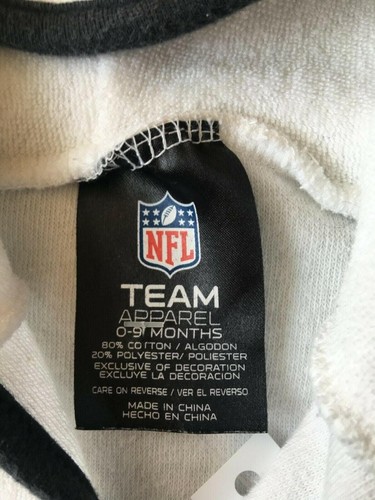 NFL
TEAM
APPAREL
0-9 MONTHS
80% COTTON / ALGODON
20% POLYESTER/ POLIESTER
EXCLUSIVE OF DECORATION
EXCLUYE LA DECORACION
CARE ON REVERSE / VER EL REVERSO
MADE IN CHINA
HECHO EN CHINA